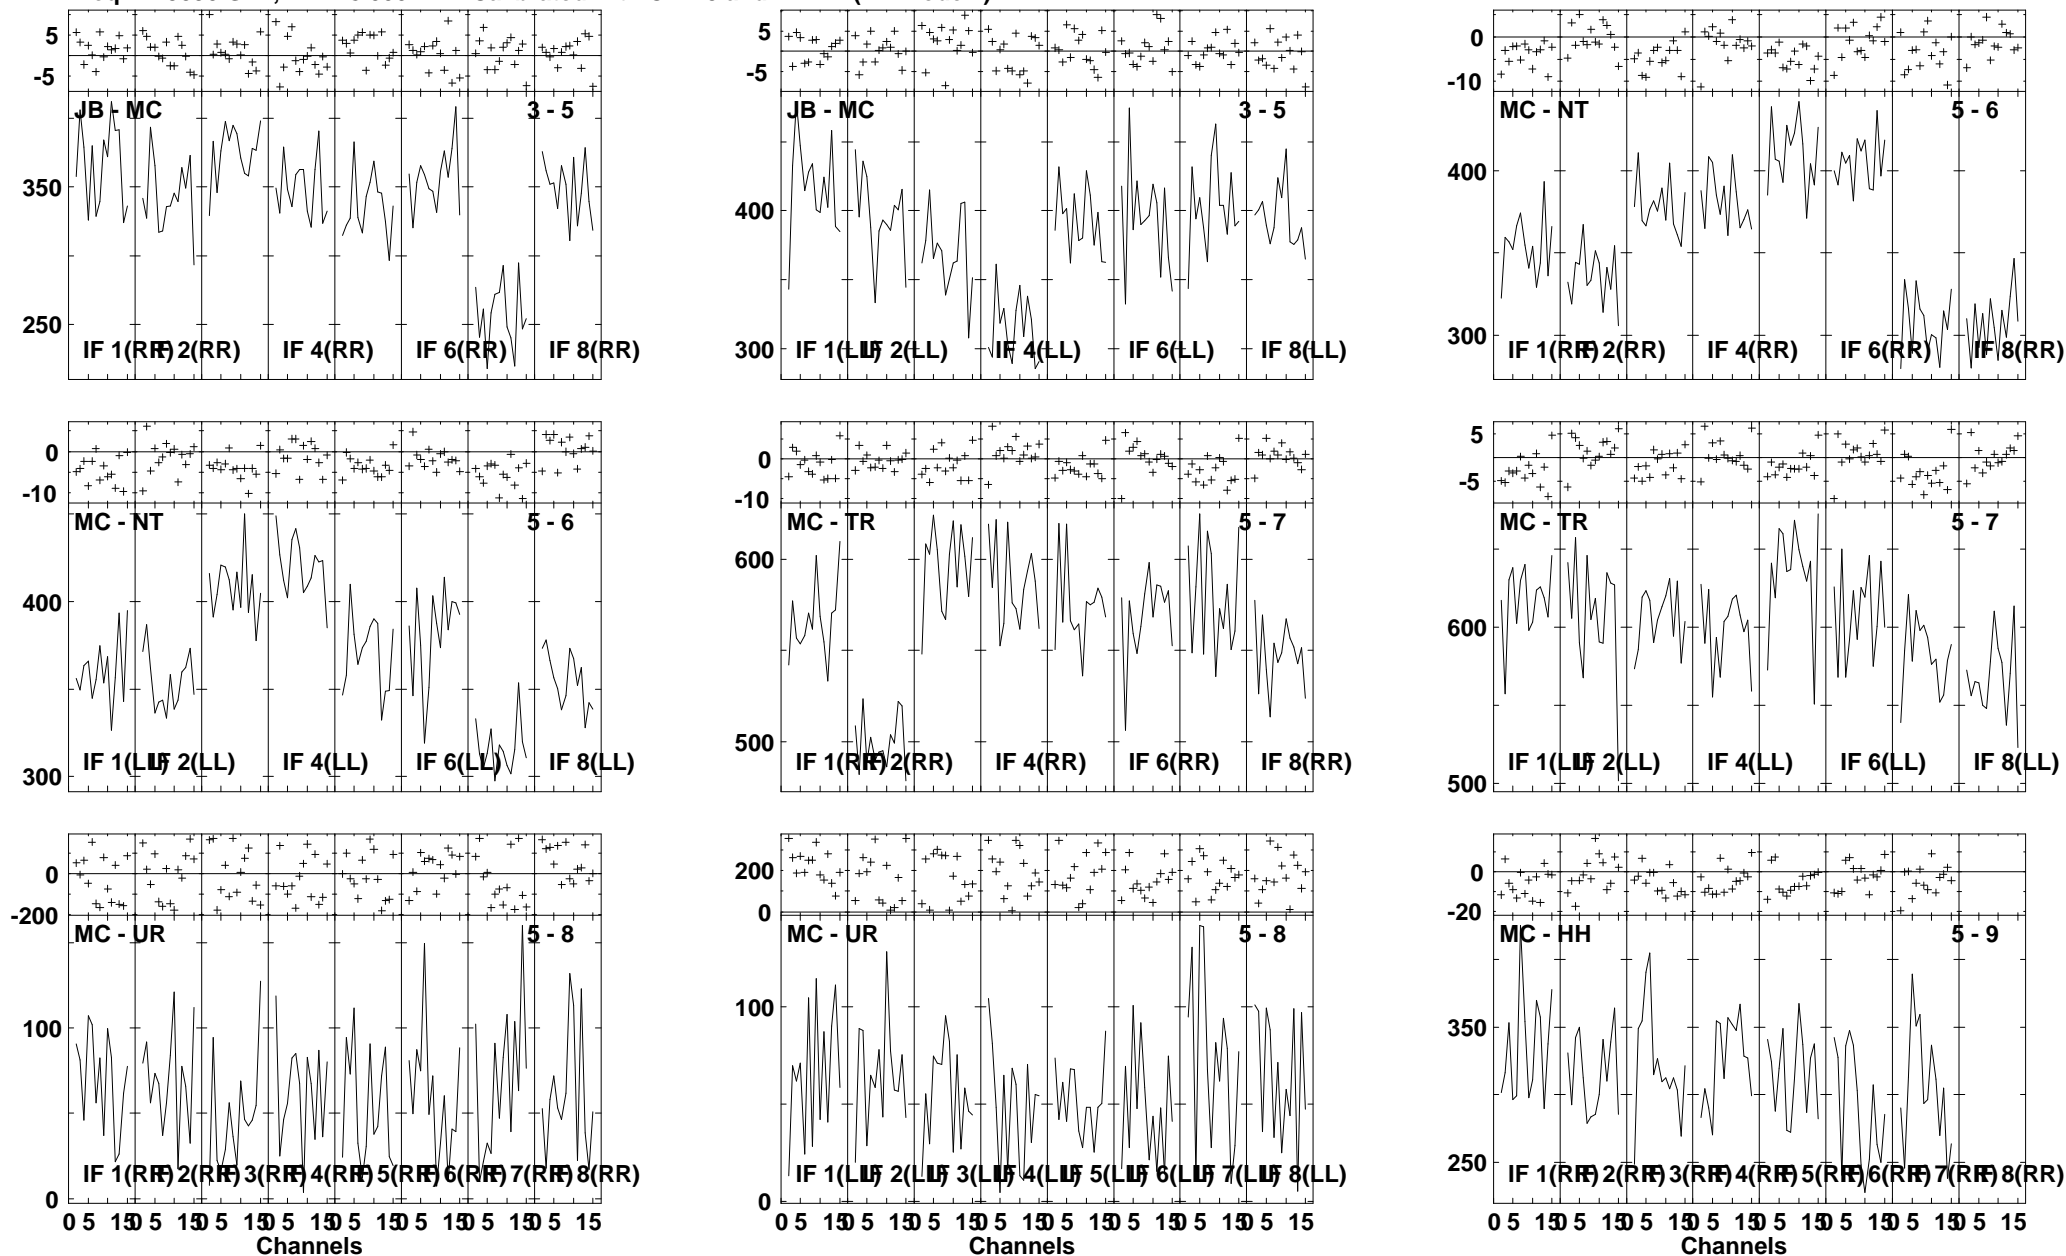 5 5 0
-5 -5 -10
JB - MC 3 - 5 JB - MC 3 - 5 MC - NT 5 - 6
350 400 400
250 300 300
IF 1(RR) IF 2(RR) IF 4(RR) IF 6(RR) IF 8(RR) IF 1(LL) IF 2(LL) IF 4(LL) IF 6(LL) IF 8(LL) IF 1(RR) IF 2(RR) IF 4(RR) IF 6(RR) IF 8(RR)
0 0 5
-10 -10 -5
MC - NT 5 - 6 MC - TR 5 - 7 MC - TR 5 - 7
400 600 600
300 500 500
IF 1(LL) IF 2(LL) IF 4(LL) IF 6(LL) IF 8(LL) IF 1(RR) IF 2(RR) IF 4(RR) IF 6(RR) IF 8(RR) IF 1(LL) IF 2(LL) IF 4(LL) IF 6(LL) IF 8(LL)
0 200 0
-200 0 -20
MC - UR 5 - 8 MC - UR 5 - 8 MC - HH 5 - 9
100 100 350
0 0 250
IF 1(RR) IF 2(RR) IF 3(RR) IF 4(RR) IF 5(RR) IF 6(RR) IF 7(RR) IF 8(RR) IF 1(LL) IF 2(LL) IF 3(LL) IF 4(LL) IF 5(LL) IF 6(LL) IF 7(LL) IF 8(LL) IF 1(RR) IF 2(RR) IF 3(RR) IF 4(RR) IF 5(RR) IF 6(RR) IF 7(RR) IF 8(RR)
0 5 15 0 5 15 0 5 15 0 5 15 0 5 15 0 5 15 0 5 15 0 5 15 0 5 15 0 5 15 0 5 15 0 5 15 0 5 15 0 5 15 0 5 15 0 5 15 0 5 15 0 5 15 0 5 15 0 5 15 0 5 15 0 5 15 0 5 15 0 5 15
Channels Channels Channels